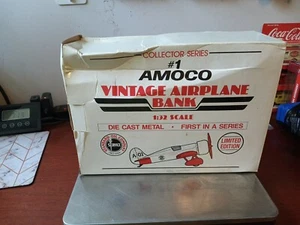 COLLECTOR SERIES
#1
AMOCO
VINTAGE AIRPLANE
BANK
1:32 SCALE
DIE CAST METAL • FIRST IN A SERIES
SERVICE
LIMITED
EDITION
Coca-Cola